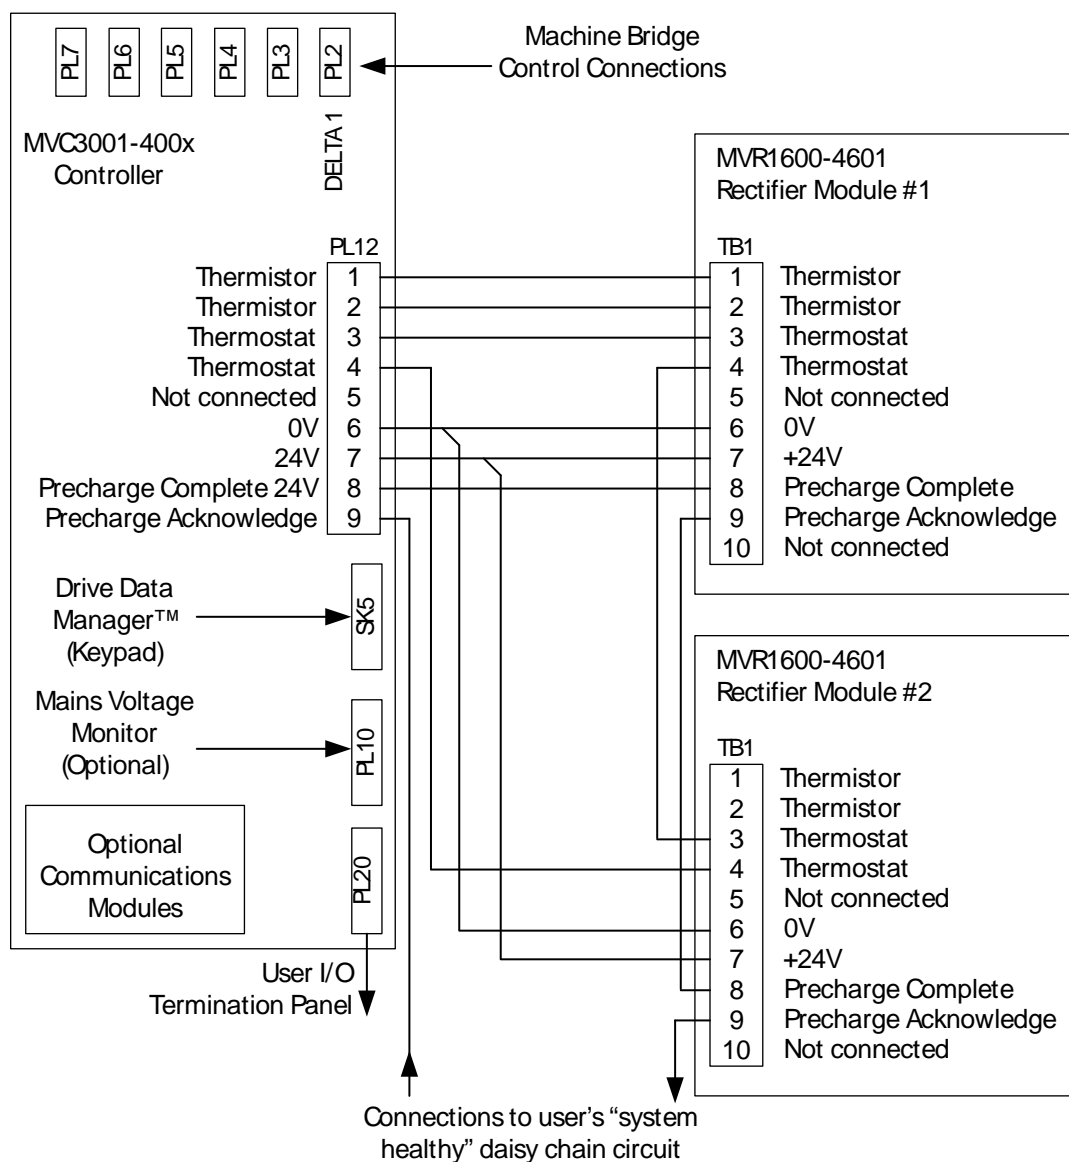 PL7
PL6
PL5
PL4
PL3
PL2
Machine Bridge
Control Connections
DELTA 1
MVC3001-400x
Controller
PL12
Thermistor 1
Thermistor 2
Thermostat 3
Thermostat 4
Not connected 5
0V 6
24V 7
Precharge Complete 24V 8
Precharge Acknowledge 9
MVR1600-4601
Rectifier Module #1
TB1
1 Thermistor
2 Thermistor
3 Thermostat
4 Thermostat
5 Not connected
6 0V
7 +24V
8 Precharge Complete
9 Precharge Acknowledge
10 Not connected
Drive Data
Manager™
(Keypad)
SK5
Mains Voltage
Monitor
(Optional)
PL10
Optional
Communications
Modules
PL20
User I/O
Termination Panel
MVR1600-4601
Rectifier Module #2
TB1
1 Thermistor
2 Thermistor
3 Thermostat
4 Thermostat
5 Not connected
6 0V
7 +24V
8 Precharge Complete
9 Precharge Acknowledge
10 Not connected
Connections to user’s “system
healthy” daisy chain circuit